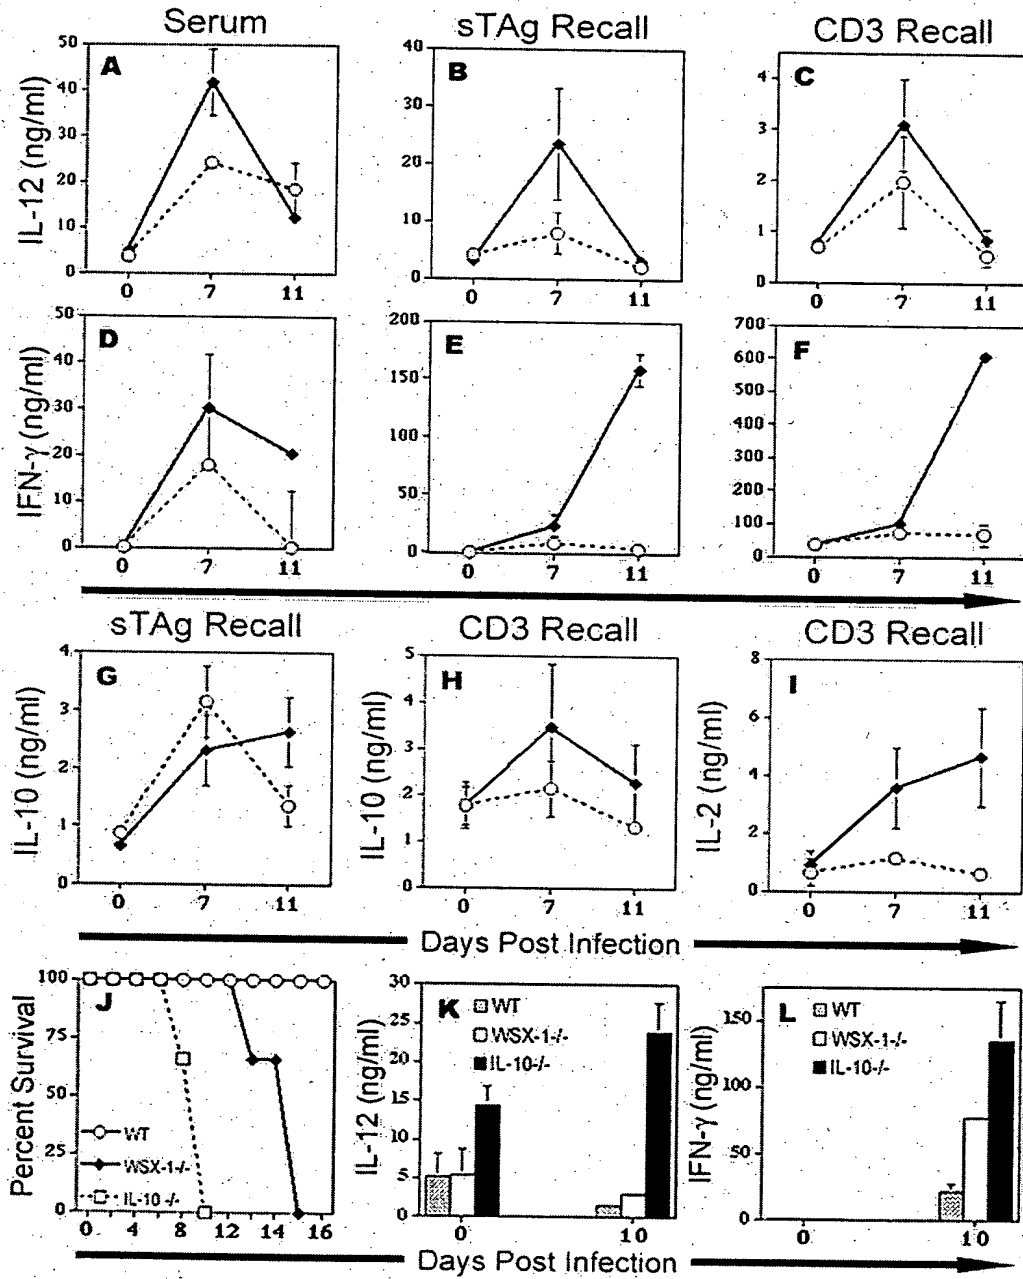 Serum
sTAg Recall
CD3 Recall
A
IL-12 (ng/ml)
50
40
30
20
10
0
0 7 11
B
40
30
20
10
0
0 7 11
C
4
3
2
1
0
0 7 11
D
IFN-γ (ng/ml)
50
40
30
20
10
0
0 7 11
E
200
150
100
50
0
0 7 11
F
700
600
500
400
300
200
100
0
0 7 11
sTAg Recall
CD3 Recall
CD3 Recall
G
IL-10 (ng/ml)
4
3
2
1
0
0 7 11
H
IL-10 (ng/ml)
5
4
3
2
1
0
0 7 11
I
IL-2 (ng/ml)
8
6
4
2
0
0 7 11
Days Post Infection
J
Percent Survival
100
75
50
25
0
WT
WSX-1-/-
IL-10 -/-
0 4 8 12 14 16
K
IL-12 (ng/ml)
30
25
20
15
10
5
0
WT
WSX-1-/-
IL-10-/-
0 10
L
IFN-γ (ng/ml)
150
100
50
0
WT
WSX-1-/-
IL-10-/-
0 10
Days Post Infection